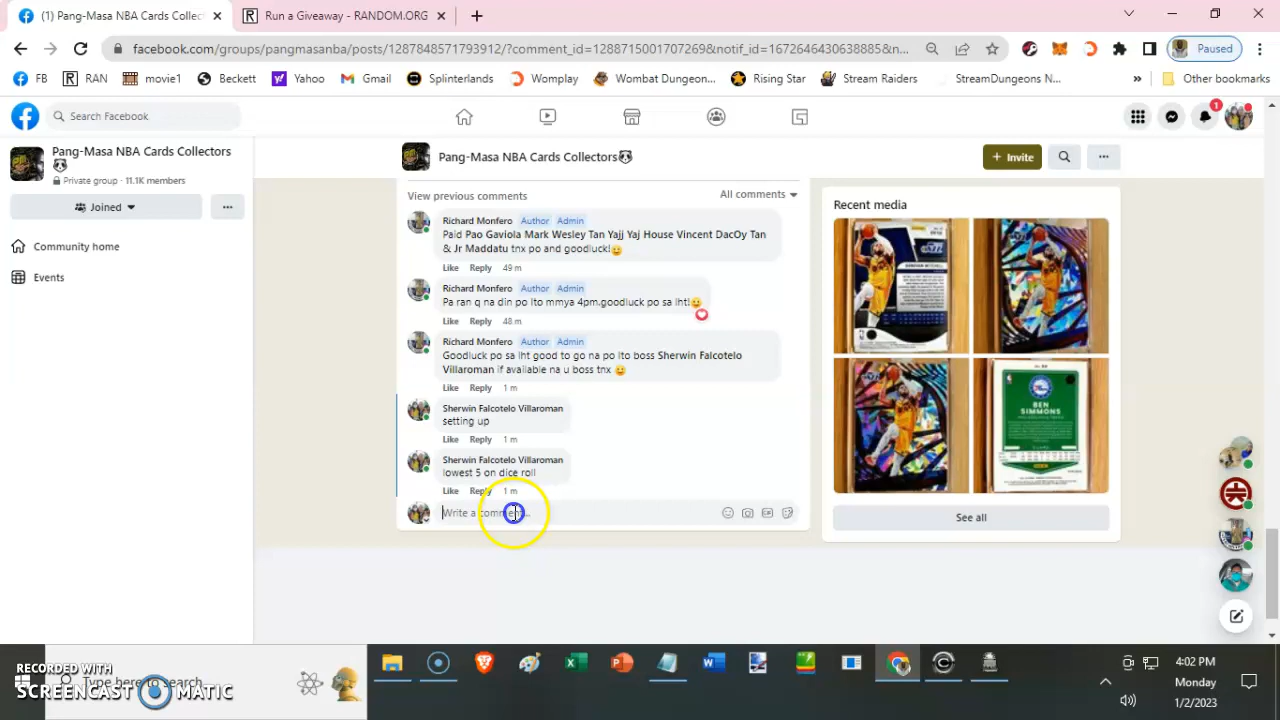 (1) Pang-Masa NBA Cards Collect
Run a Giveaway - RANDOM.ORG
facebook.com/groups/pangmasanba/posts/1287848571793912/?comment_id=1288715001707269&notif_id=1672646430638885&n...
Paused
FB
RAN
movie1
Beckett
Yahoo
Gmail
Splinterlands
Womplay
Wombat Dungeon...
Rising Star
Stream Raiders
StreamDungeons N...
Other bookmarks
Search Facebook
1
Pang-Masa NBA Cards Collectors🐼
Private group · 11.1K members
Joined
Community home
Events
Pang-Masa NBA Cards Collectors🐼
+ Invite
View previous comments
All comments
Richard Monfero Author Admin
Paid Pao Gaviola Mark Wesley Tan Yajj Yaj House Vincent DacOy Tan
& Jr Maddatu tnx po and goodluck!
Like Reply 49 m
Richard Monfero Author Admin
Pa ran q na din po Ito mmya 4pm.goodluck po sa lht!
Like Reply 48 m
Richard Monfero Author Admin
Goodluck po sa lht good to go na po ito boss Sherwin Falcotelo
Villaroman if available na u boss tnx
Like Reply 1 m
Sherwin Falcotelo Villaroman
setting up
Like Reply 1 m
Sherwin Falcotelo Villaroman
lowest 5 on dice roll
Like Reply 1 m
Write a comment...
Recent media
BEN
SIMMONS
See all
RECORDED WITH
SCREENCAST MATIC
Type here to search
4:02 PM
Monday
1/2/2023